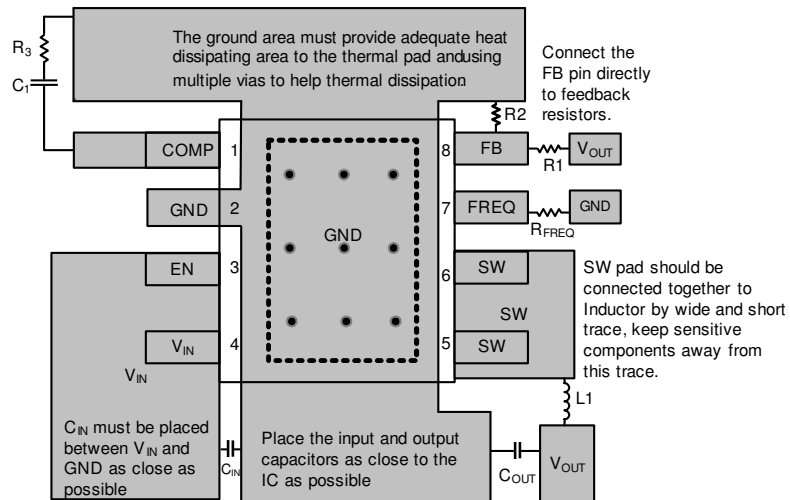 The ground area must provide adequate heat
dissipating area to the thermal pad andusing
multiple vias to help thermal dissipation.
R3
C1
Connect the
FB pin directly
to feedback
resistors.
R2
COMP
1
8
FB
R1
VOUT
GND
2
7
FREQ
RFREQ
GND
GND
EN
3
6
SW
SW
VIN
4
5
SW
VIN
SW pad should be
connected together to
Inductor by wide and short
trace, keep sensitive
components away from
this trace.
L1
CIN must be placed
between VIN and
GND as close as
possible
CIN
Place the input and output
capacitors as close to the
IC as possible
COUT
VOUT